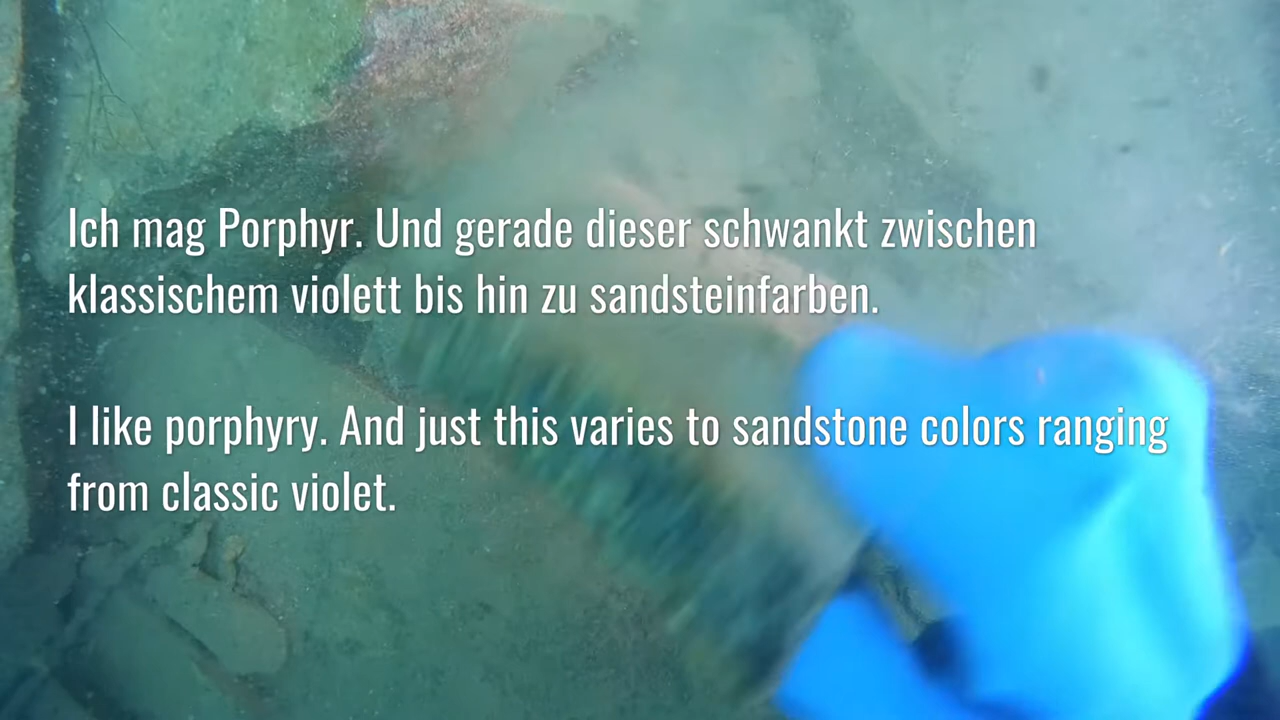 Ich mag Porphyr. Und gerade dieser schwankt zwischen
klassischem violett bis hin zu sandsteinfarben.
I like porphyry. And just this varies to sandstone colors ranging
from classic violet.